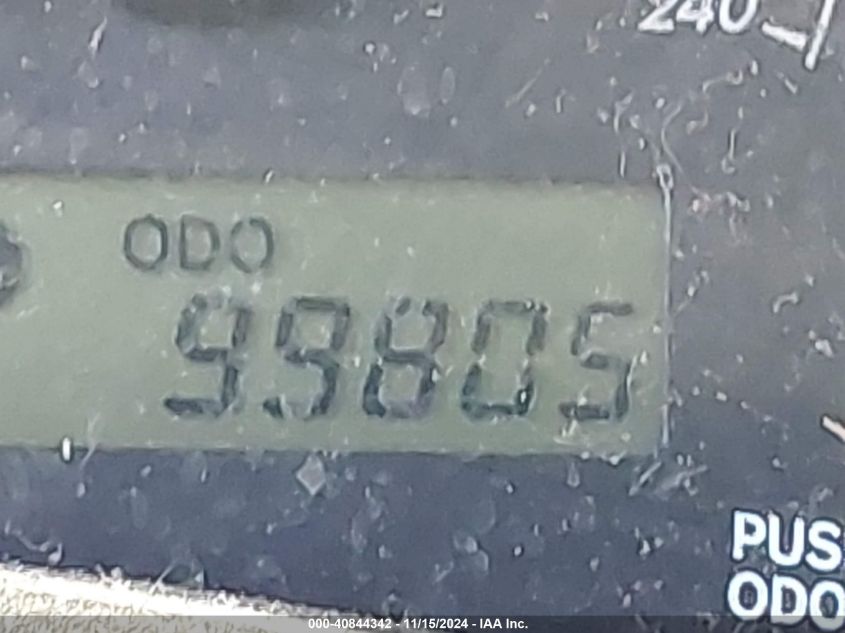 240
ODO
99805
PUS
ODO
000-40844342 - 11/15/2024 - IAA Inc.